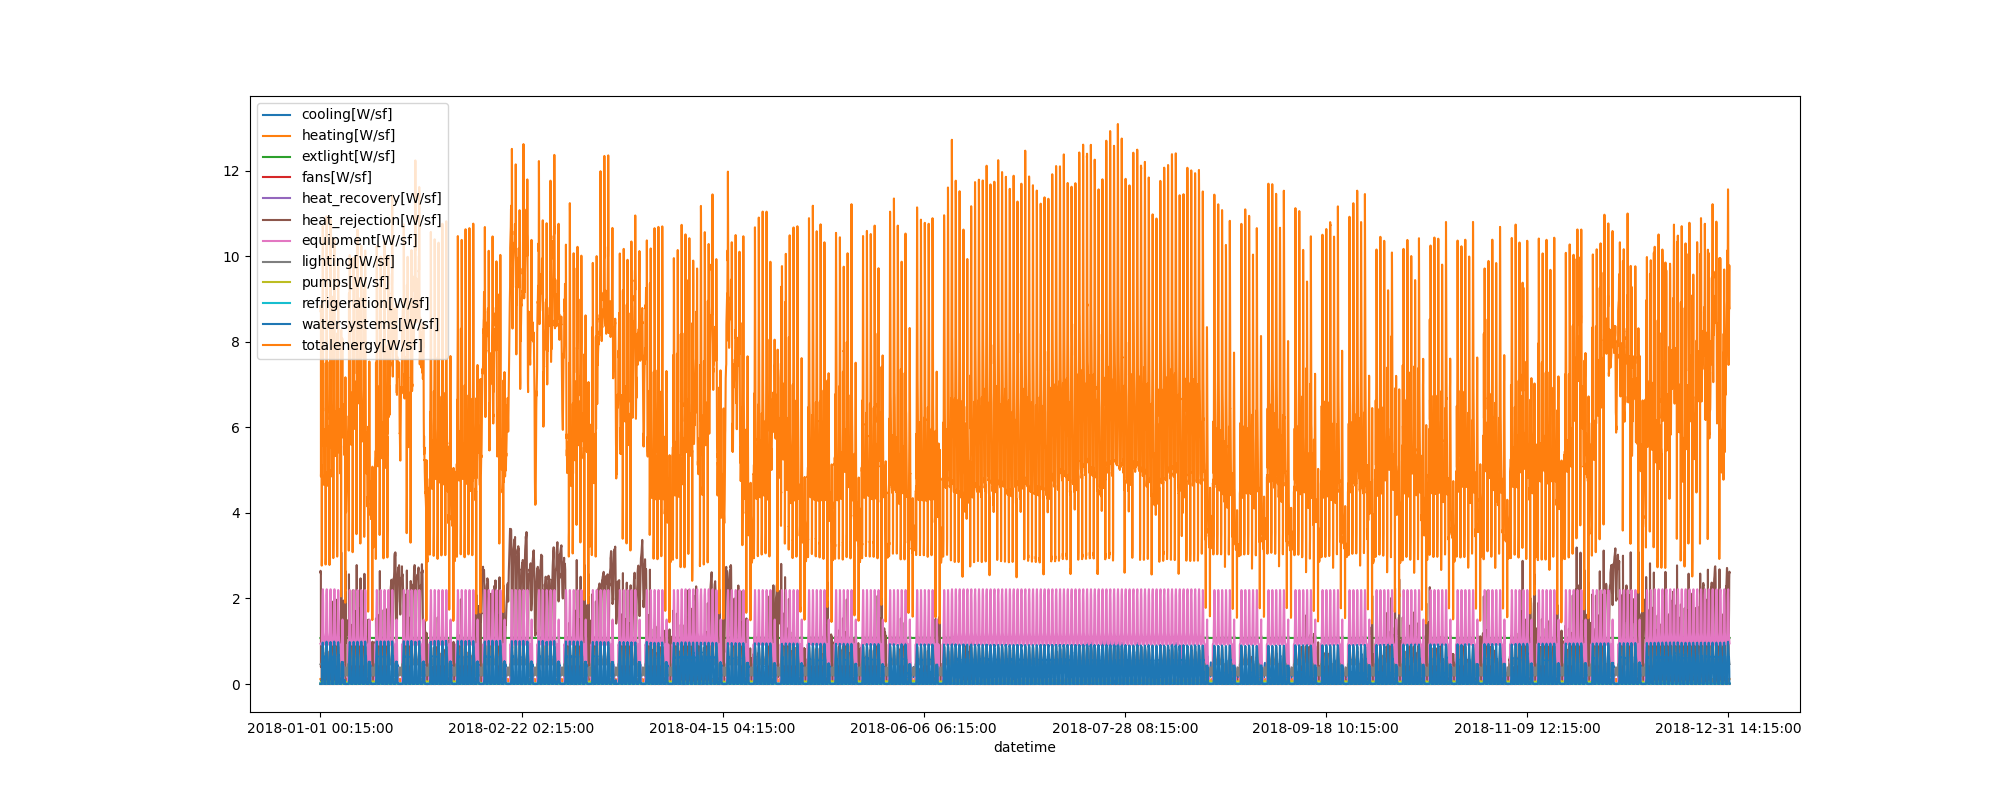 cooling[W/sf]
heating[W/sf]
extlight[W/sf]
fans[W/sf]
heat_recovery[W/sf]
heat_rejection[W/sf]
equipment[W/sf]
lighting[W/sf]
pumps[W/sf]
refrigeration[W/sf]
watersystems[W/sf]
totalenergy[W/sf]
12
10
8
6
4
2
0
2018-01-01 00:15:00 2018-02-22 02:15:00 2018-04-15 04:15:00 2018-06-06 06:15:00 2018-07-28 08:15:00 2018-09-18 10:15:00 2018-11-09 12:15:00 2018-12-31 14:15:00
datetime